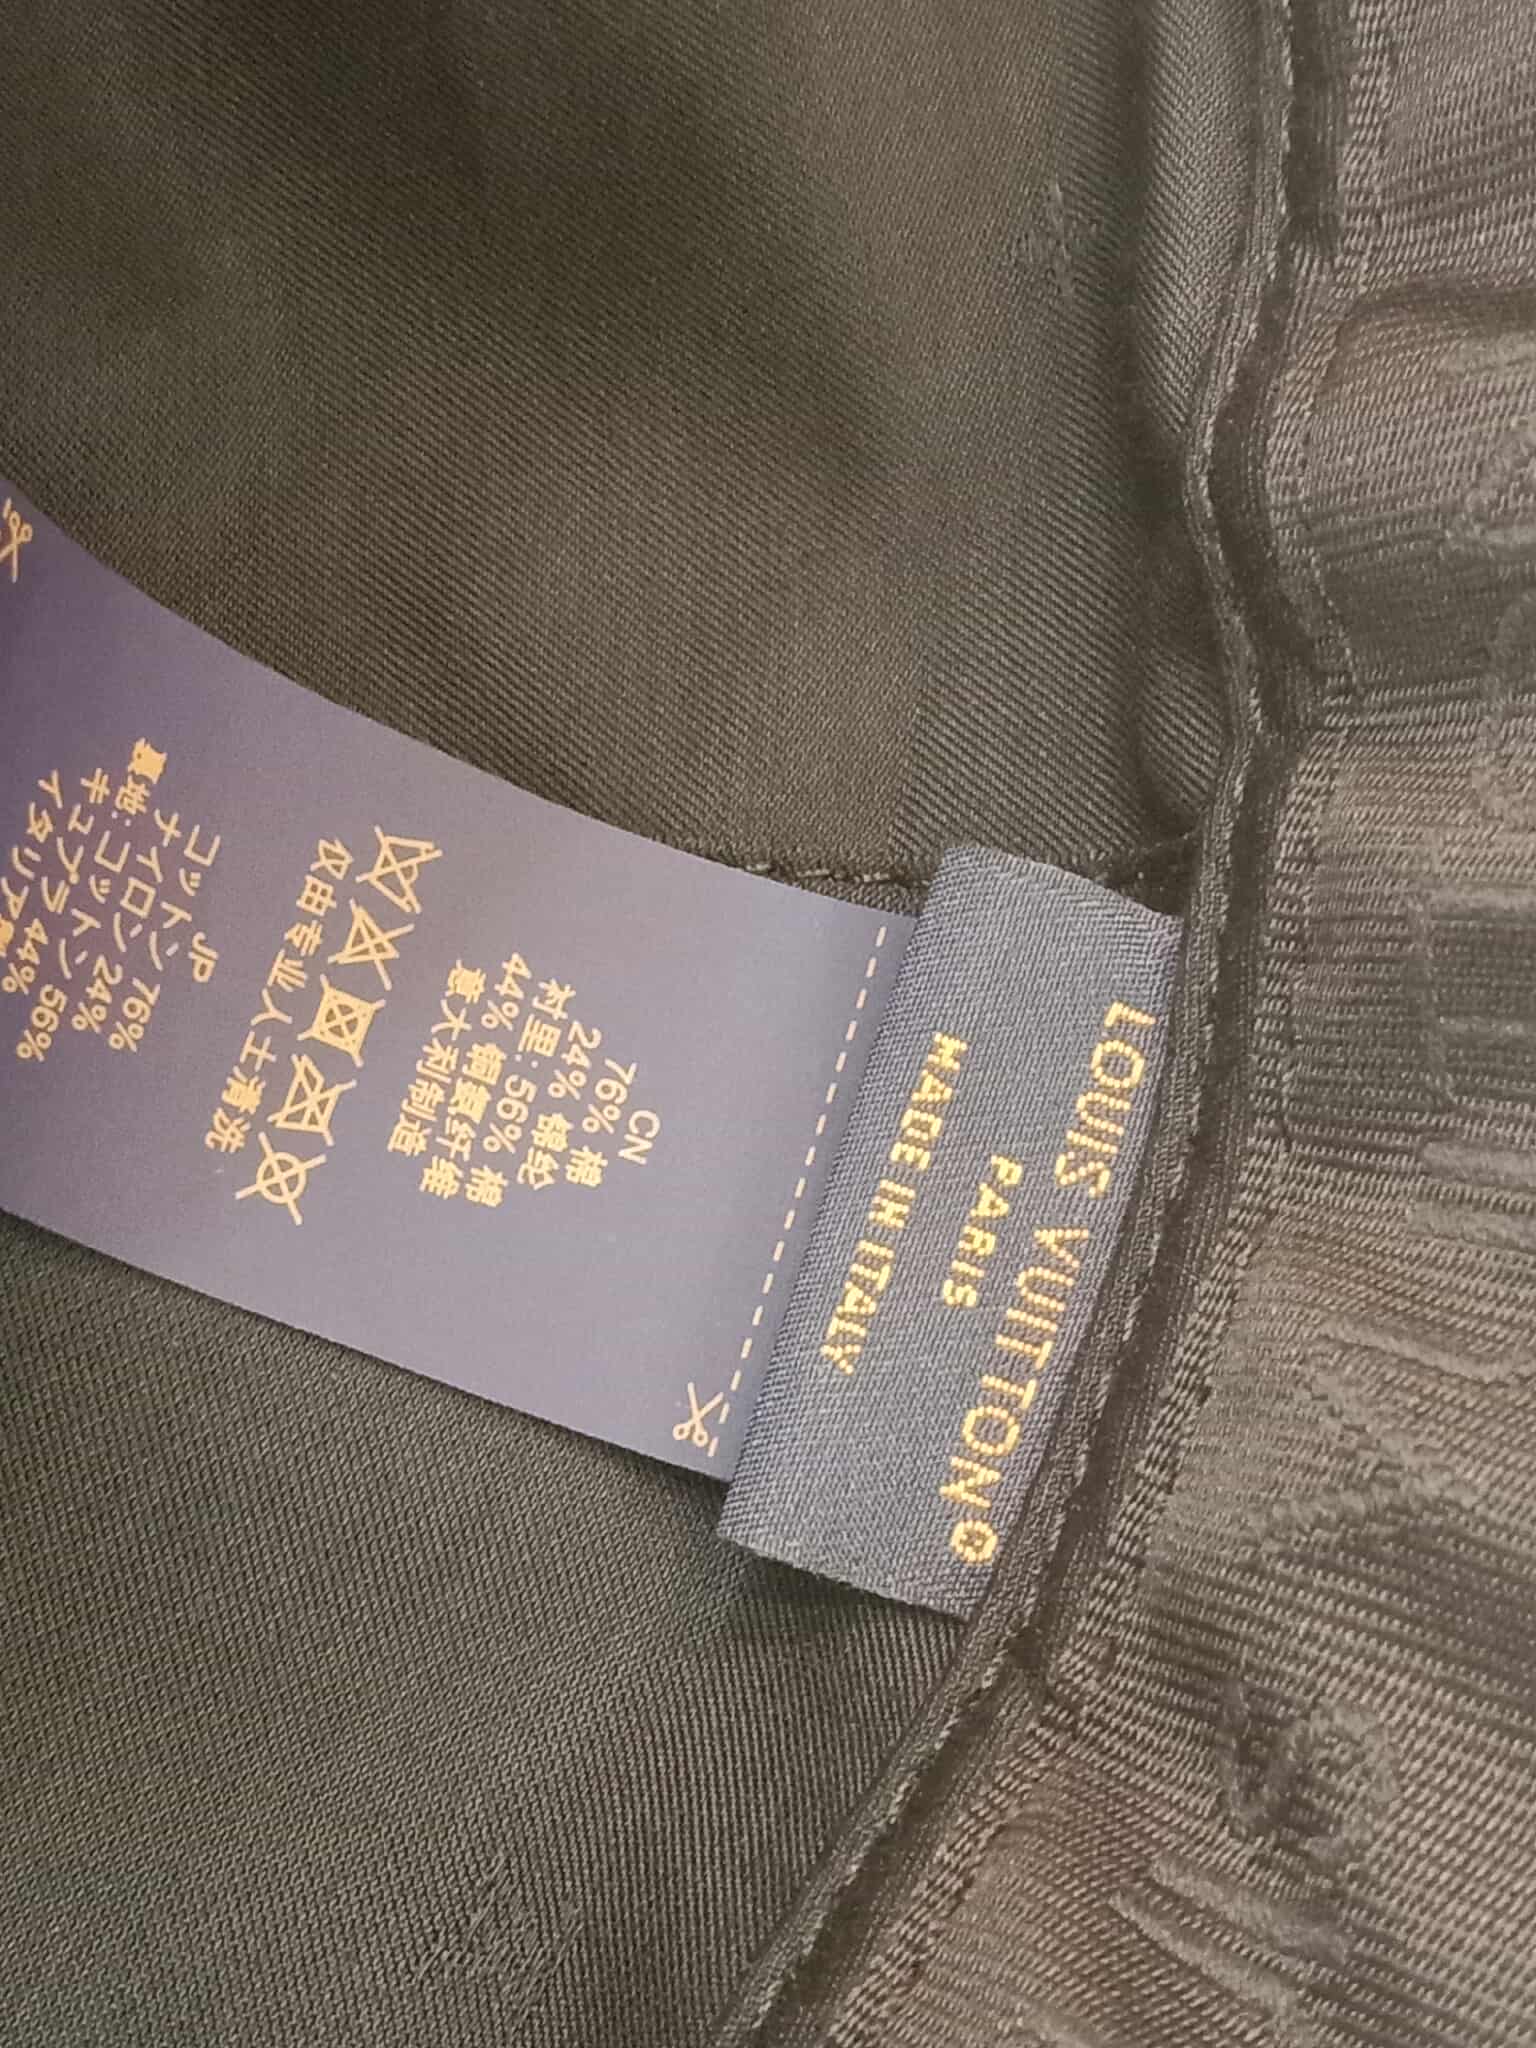 LOUIS VUITTON®
PARIS
MADE IN ITALY
CN
76% 棉
24% 锦纶
衬里: 56% 棉
44% 铜氨纤维
意大利制造
仅由专业人士清洗
JP
コットン 76%
ナイロン 24%
裏地: コットン 56%
キュプラ 44%
イタリア製